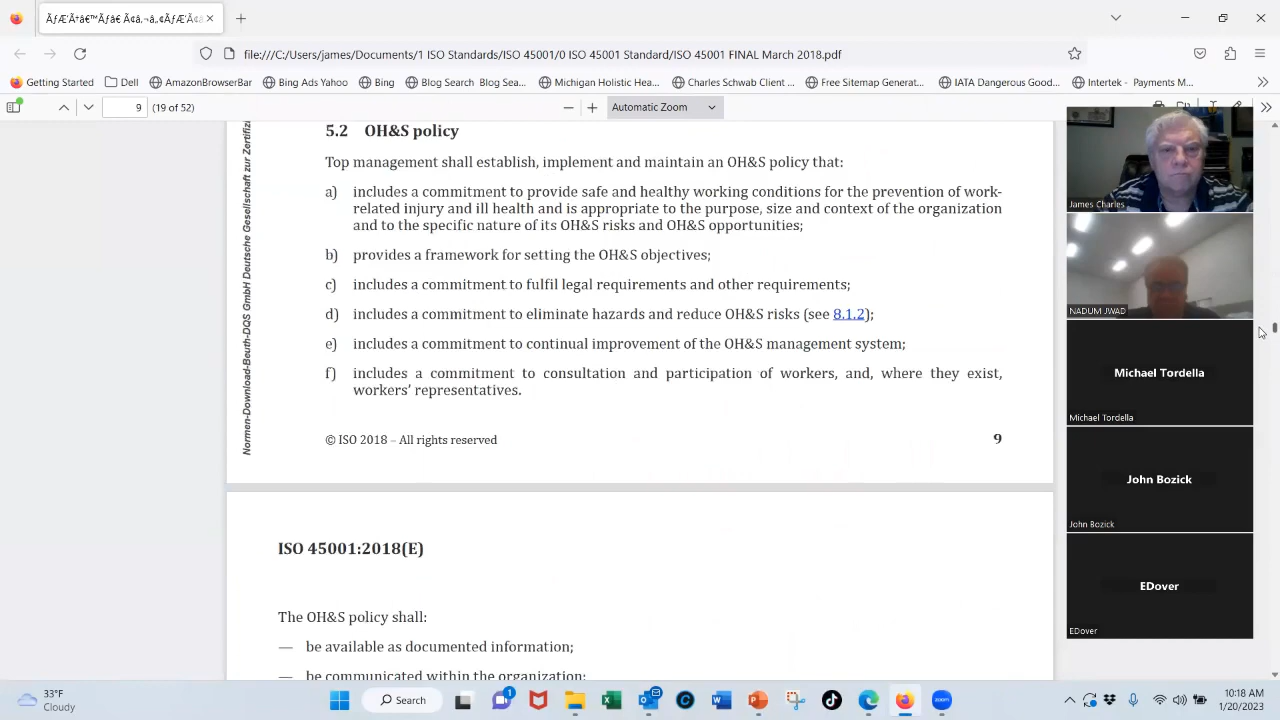 ÃƒÆ'Ã†â€™Ãƒâ€ Ã¢â‚¬â„¢ÃƒÆ'Ã¢â
file:///C:/Users/james/Documents/1 ISO Standards/ISO 45001/0 ISO 45001 Standard/ISO 45001 FINAL March 2018.pdf
Getting Started Dell AmazonBrowserBar Bing Ads Yahoo Bing Blog Search Blog Sea... Michigan Holistic Hea... Charles Schwab Client ... Free Sitemap Generat... IATA Dangerous Good... Intertek - Payments M...
9 (19 of 52) Automatic Zoom
Normen-Download-Beuth-DQS GmbH Deutsche Gesellschaft zur Zertifizi
5.2 OH&S policy
Top management shall establish, implement and maintain an OH&S policy that:
a) includes a commitment to provide safe and healthy working conditions for the prevention of work-
related injury and ill health and is appropriate to the purpose, size and context of the organization
and to the specific nature of its OH&S risks and OH&S opportunities;
b) provides a framework for setting the OH&S objectives;
c) includes a commitment to fulfil legal requirements and other requirements;
d) includes a commitment to eliminate hazards and reduce OH&S risks (see 8.1.2);
e) includes a commitment to continual improvement of the OH&S management system;
f) includes a commitment to consultation and participation of workers, and, where they exist,
workers' representatives.
© ISO 2018 – All rights reserved 9
ISO 45001:2018(E)
The OH&S policy shall:
— be available as documented information;
— be communicated within the organization;
James Charles
NADUM JWAD
Michael Tordella
Michael Tordella
John Bozick
John Bozick
EDover
EDover
33°F
Cloudy
Search
1
zoom
10:18 AM
1/20/2023